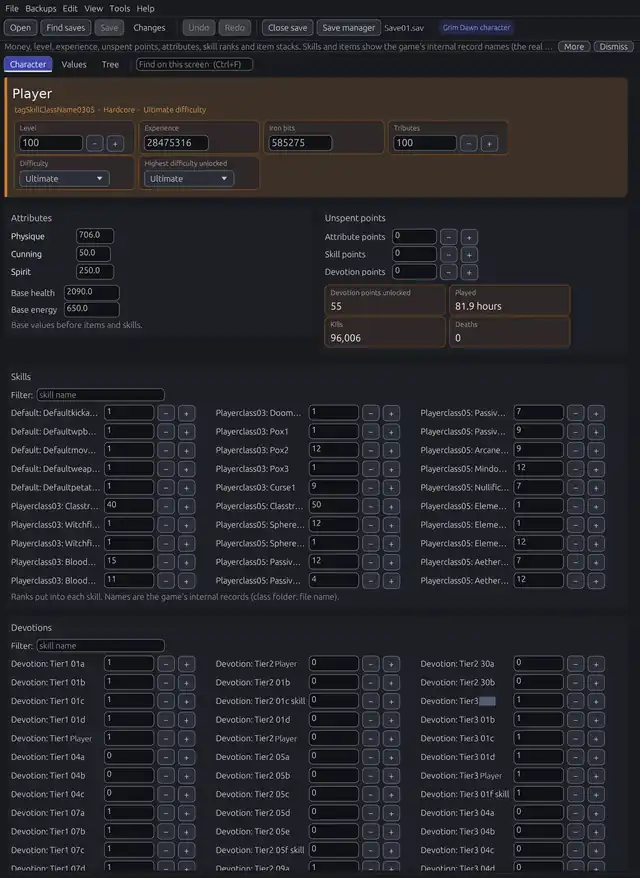 File Backups Edit View Tools Help
Open Find saves Save Changes Undo Redo Close save Save manager Save01.sav Grim Dawn character
Money, level, experience, unspent points, attributes, skill ranks and item stacks. Skills and items show the game's internal record names (the real ... More Dismiss
Character Values Tree Find on this screen (Ctrl+F)
Player
tagSkillClassName0305 - Hardcore - Ultimate difficulty
Level Experience Iron bits Tributes
100 − + 28475316 585275 100 − +
Difficulty Highest difficulty unlocked
Ultimate Ultimate
Attributes Unspent points
Physique 706.0 Attribute points 0 − +
Cunning 50.0 Skill points 0 − +
Spirit 250.0 Devotion points 0 − +
Base health 2090.0 Devotion points unlocked Played
Base energy 650.0 55 81.9 hours
Base values before items and skills. Kills Deaths
96,006 0
Skills
Filter: skill name
Default: Defaultkicka... 1 − + Playerclass03: Doom... 1 − + Playerclass05: Passiv... 7 − +
Default: Defaultwpb... 1 − + Playerclass03: Pox1 1 − + Playerclass05: Passiv... 9 − +
Default: Defaultmov... 1 − + Playerclass03: Pox2 12 − + Playerclass05: Arcane... 9 − +
Default: Defaultweap... 1 − + Playerclass03: Pox3 1 − + Playerclass05: Mindo... 12 − +
Default: Defaultpetat... 1 − + Playerclass03: Curse1 9 − + Playerclass05: Nullific... 7 − +
Playerclass03: Classtr... 40 − + Playerclass05: Classtr... 50 − + Playerclass05: Eleme... 1 − +
Playerclass03: Witchfi... 1 − + Playerclass05: Sphere... 12 − + Playerclass05: Eleme... 1 − +
Playerclass03: Witchfi... 1 − + Playerclass05: Sphere... 1 − + Playerclass05: Eleme... 12 − +
Playerclass03: Blood... 15 − + Playerclass05: Passiv... 12 − + Playerclass05: Aether... 7 − +
Playerclass03: Blood... 11 − + Playerclass05: Passiv... 4 − + Playerclass05: Aether... 12 − +
Ranks put into each skill. Names are the game's internal records (class folder: file name).
Devotions
Filter: skill name
Devotion: Tier1 01a 1 − + Devotion: Tier2 Player 0 − + Devotion: Tier2 30a 0 − +
Devotion: Tier1 01b 1 − + Devotion: Tier2 01b 0 − + Devotion: Tier2 30b 0 − +
Devotion: Tier1 01c 1 − + Devotion: Tier2 01c skill 0 − + Devotion: Tier3 1 − +
Devotion: Tier1 01d 1 − + Devotion: Tier2 01d 0 − + Devotion: Tier3 01b 1 − +
Devotion: Tier1 Player 1 − + Devotion: Tier2 Player 0 − + Devotion: Tier3 01c 1 − +
Devotion: Tier1 04a 0 − + Devotion: Tier2 05a 0 − + Devotion: Tier3 01d 1 − +
Devotion: Tier1 04b 0 − + Devotion: Tier2 05b 0 − + Devotion: Tier3 Player 1 − +
Devotion: Tier1 04c 0 − + Devotion: Tier2 05c 0 − + Devotion: Tier3 01f skill 1 − +
Devotion: Tier1 07a 1 − + Devotion: Tier2 05d 0 − + Devotion: Tier3 04a 0 − +
Devotion: Tier1 07b 1 − + Devotion: Tier2 05e 0 − + Devotion: Tier3 04b 0 − +
Devotion: Tier1 07c 1 − + Devotion: Tier2 05f skill 0 − + Devotion: Tier3 04c 0 − +
Devotion: Tier1 07d 1 − + Devotion: Tier2 09a 1 − + Devotion: Tier3 04d 0 − +